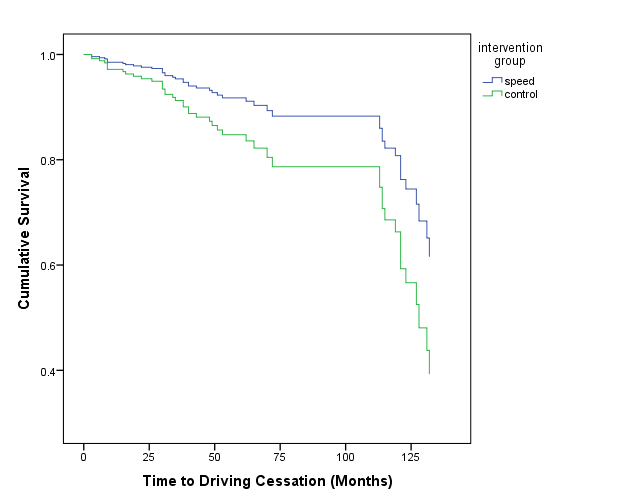 intervention
group
speed
control
1.0
0.8
0.6
0.4
Cumulative Survival
0 25 50 75 100 125
Time to Driving Cessation (Months)